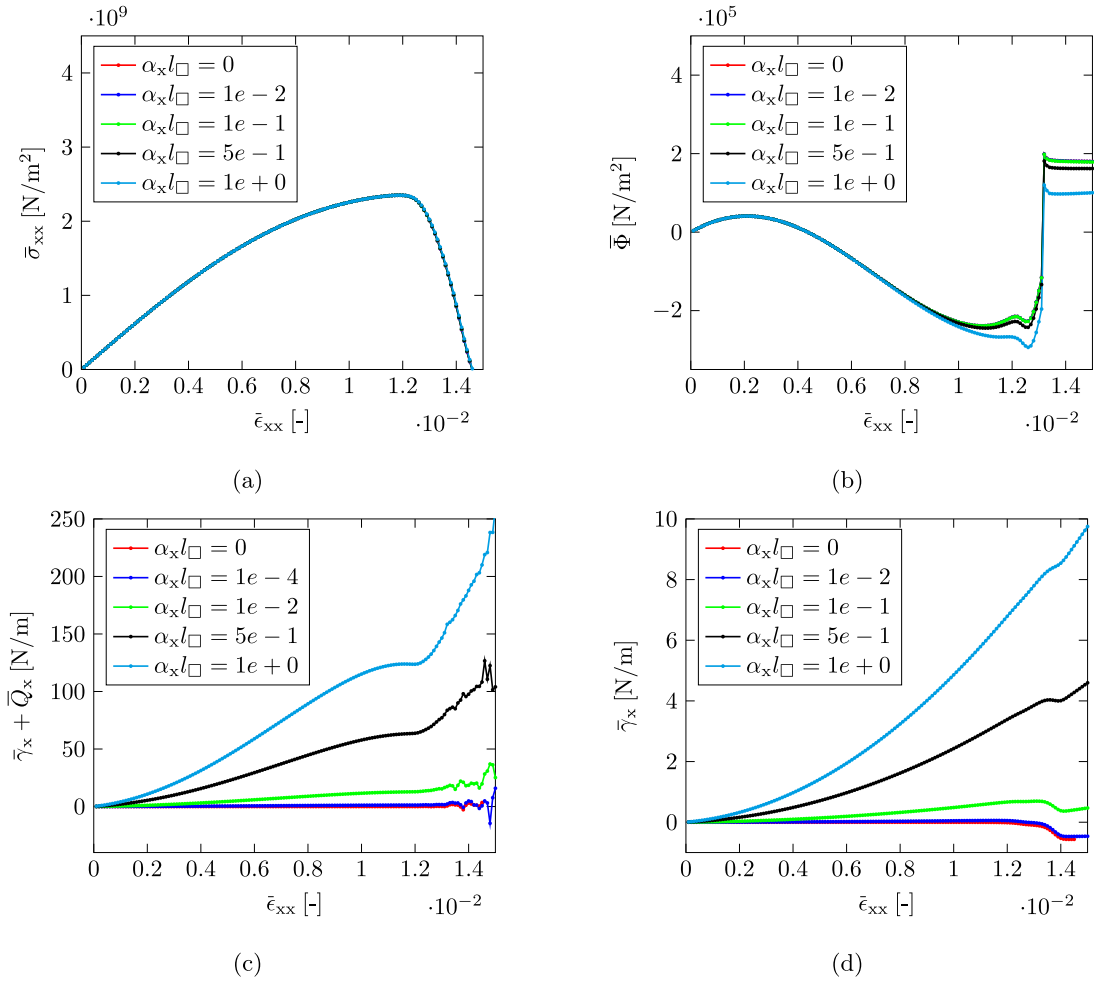 ·10⁹
α_x l_□ = 0
α_x l_□ = 1e − 2
α_x l_□ = 1e − 1
α_x l_□ = 5e − 1
α_x l_□ = 1e + 0
σ̄_xx [N/m²]
4
3
2
1
0
0 0.2 0.4 0.6 0.8 1 1.2 1.4
ϵ̄_xx [-]
·10⁻²
(a)
·10⁵
α_x l_□ = 0
α_x l_□ = 1e − 2
α_x l_□ = 1e − 1
α_x l_□ = 5e − 1
α_x l_□ = 1e + 0
Φ̄ [N/m²]
4
2
0
−2
0 0.2 0.4 0.6 0.8 1 1.2 1.4
ϵ̄_xx [-]
·10⁻²
(b)
α_x l_□ = 0
α_x l_□ = 1e − 4
α_x l_□ = 1e − 2
α_x l_□ = 5e − 1
α_x l_□ = 1e + 0
γ̄_x + Q̄_x [N/m]
250
200
150
100
50
0
0 0.2 0.4 0.6 0.8 1 1.2 1.4
ϵ̄_xx [-]
·10⁻²
(c)
α_x l_□ = 0
α_x l_□ = 1e − 2
α_x l_□ = 1e − 1
α_x l_□ = 5e − 1
α_x l_□ = 1e + 0
γ̄_x [N/m]
10
8
6
4
2
0
0 0.2 0.4 0.6 0.8 1 1.2 1.4
ϵ̄_xx [-]
·10⁻²
(d)